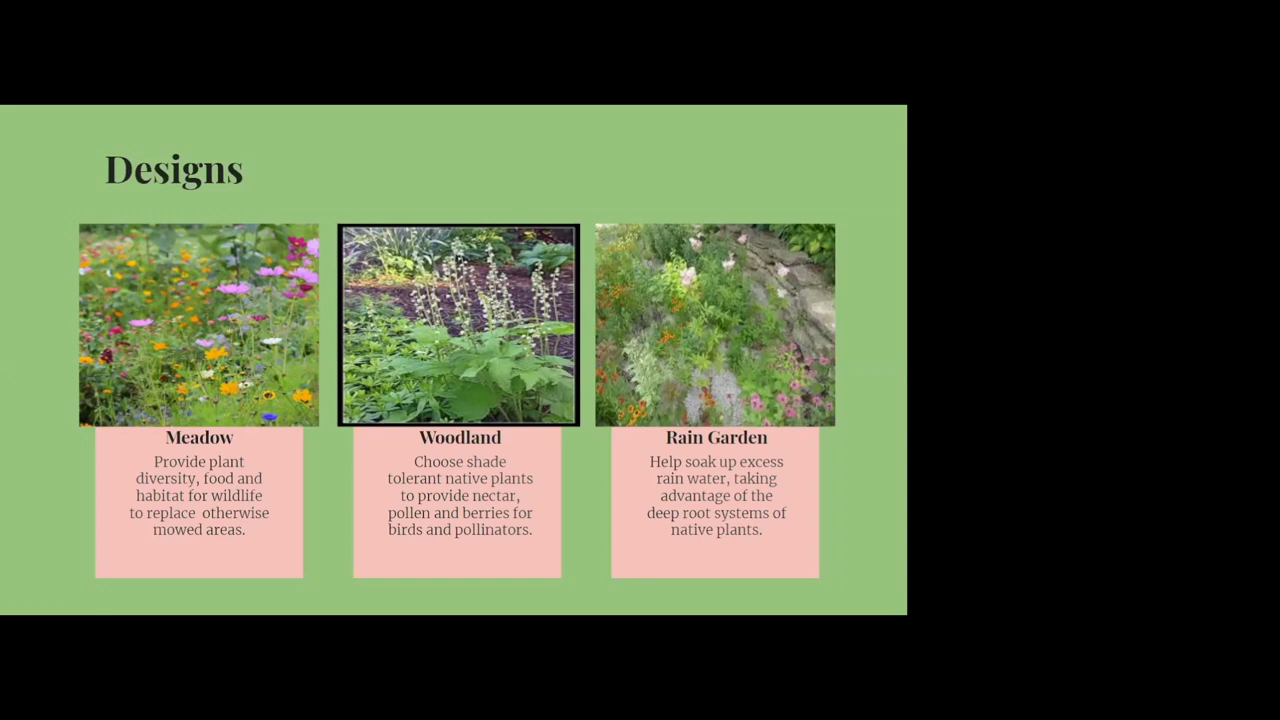 Designs
Meadow
Provide plant
diversity, food and
habitat for wildlife
to replace otherwise
mowed areas.
Woodland
Choose shade
tolerant native plants
to provide nectar,
pollen and berries for
birds and pollinators.
Rain Garden
Help soak up excess
rain water, taking
advantage of the
deep root systems of
native plants.